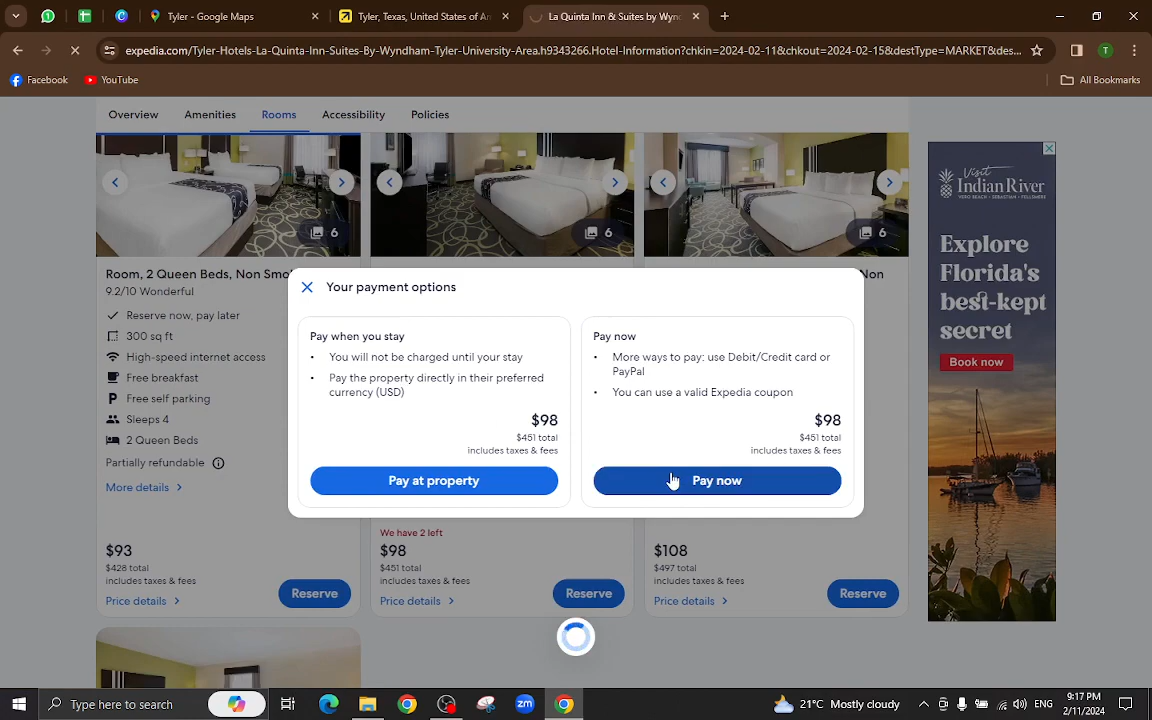 Tyler - Google Maps
Tyler, Texas, United States of Am
La Quinta Inn & Suites by Wynd
expedia.com/Tyler-Hotels-La-Quinta-Inn-Suites-By-Wyndham-Tyler-University-Area.h9343266.Hotel-Information?chkin=2024-02-11&chkout=2024-02-15&destType=MARKET&des...
T
Facebook
YouTube
All Bookmarks
Overview
Amenities
Rooms
Accessibility
Policies
6
6
6
Room, 2 Queen Beds, Non Smo
Non
9.2/10 Wonderful
Reserve now, pay later
300 sq ft
High-speed internet access
Free breakfast
Free self parking
Sleeps 4
2 Queen Beds
Partially refundable
More details
$93
$428 total
includes taxes & fees
Price details
Reserve
We have 2 left
$98
$451 total
includes taxes & fees
Price details
Reserve
$108
$497 total
includes taxes & fees
Price details
Reserve
Your payment options
Pay when you stay
• You will not be charged until your stay
• Pay the property directly in their preferred
currency (USD)
$98
$451 total
includes taxes & fees
Pay at property
Pay now
• More ways to pay: use Debit/Credit card or
PayPal
• You can use a valid Expedia coupon
$98
$451 total
includes taxes & fees
Pay now
Visit
Indian River
VERO BEACH • SEBASTIAN • FELLSMERE
Explore
Florida's
best-kept
secret
Book now
Type here to search
zm
21°C Mostly cloudy
ENG
9:17 PM
2/11/2024